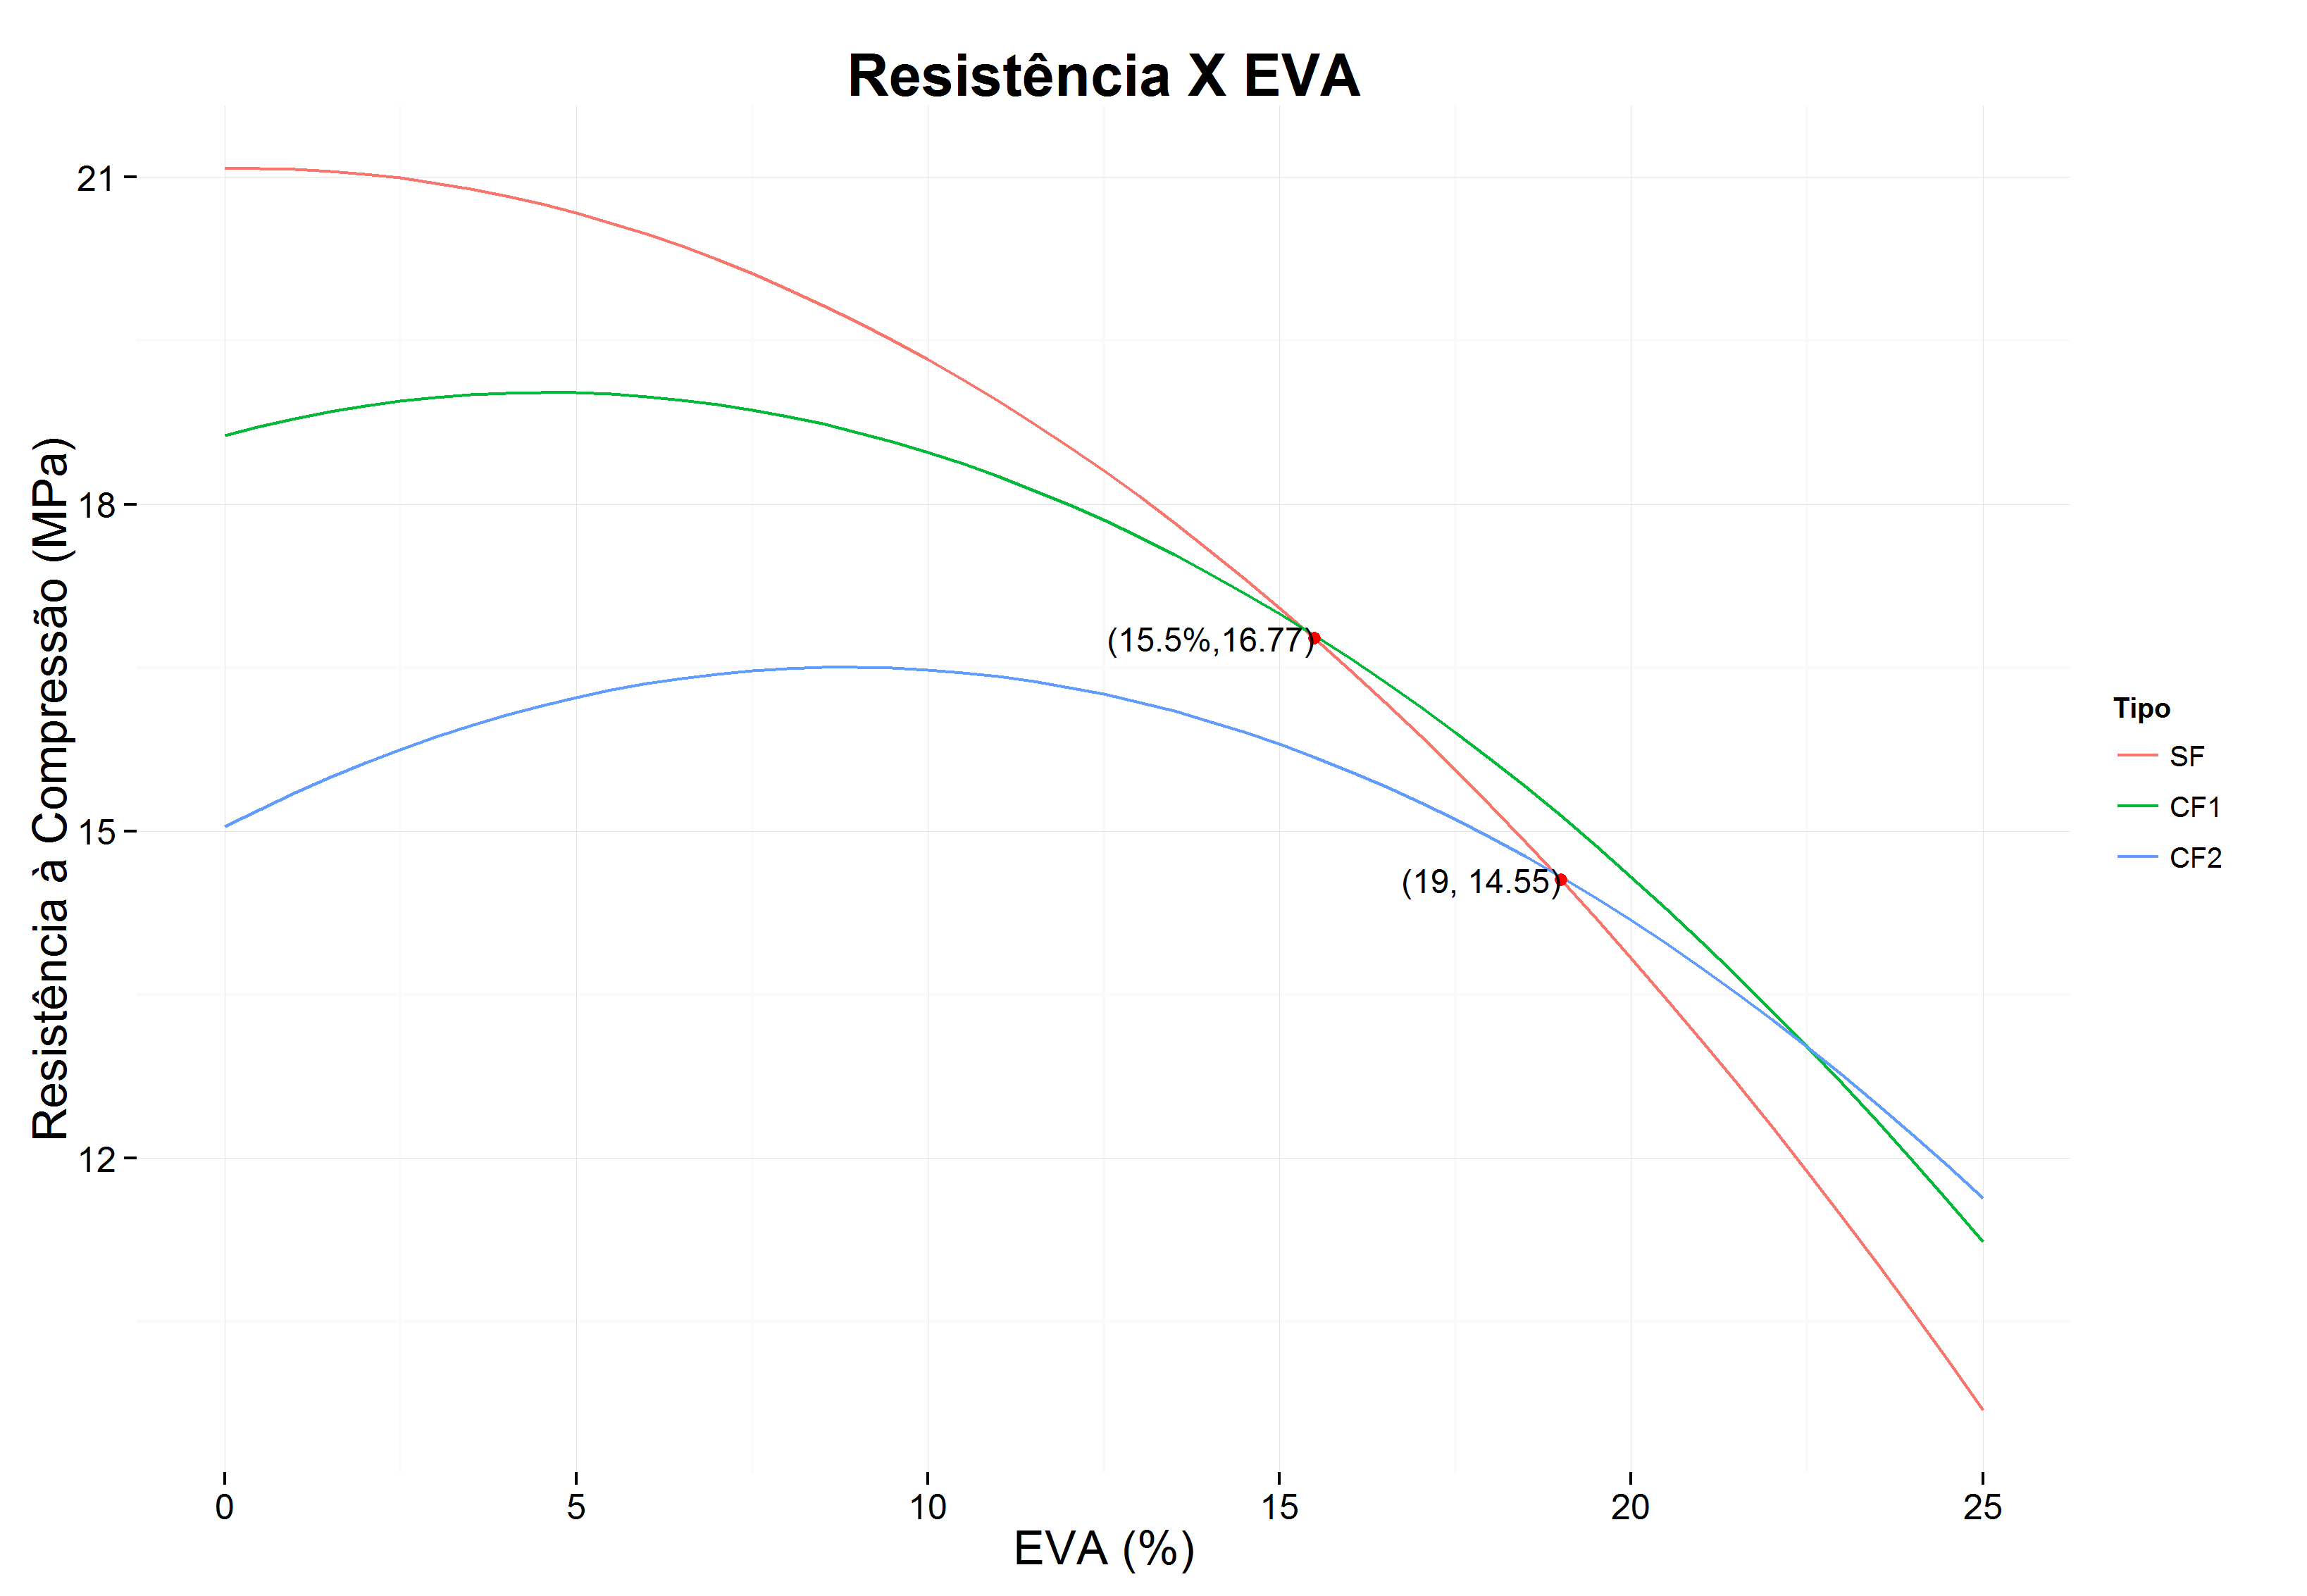 Resistência X EVA
Resistência à Compressão (MPa)
21
18
15
12
(15.5%,16.77)
(19, 14.55)
0 5 10 15 20 25
EVA (%)
Tipo
SF
CF1
CF2